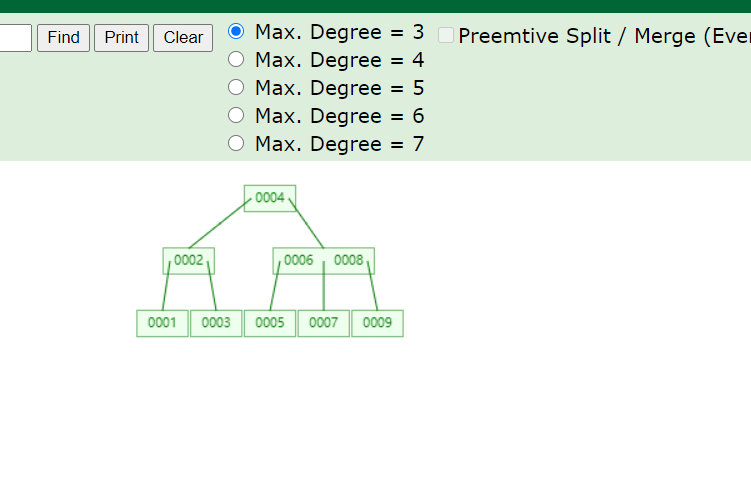 Find Print Clear
Max. Degree = 3
Max. Degree = 4
Max. Degree = 5
Max. Degree = 6
Max. Degree = 7
Preemtive Split / Merge (Ever
0004
0002 0006 0008
0001 0003 0005 0007 0009